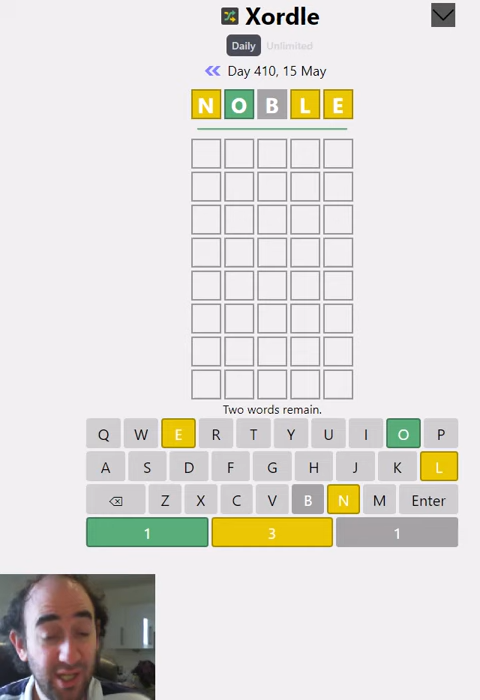 Xordle
Daily Unlimited
Day 410, 15 May
N O B L E
Two words remain.
Q W E R T Y U I O P
A S D F G H J K L
Z X C V B N M Enter
1 3 1